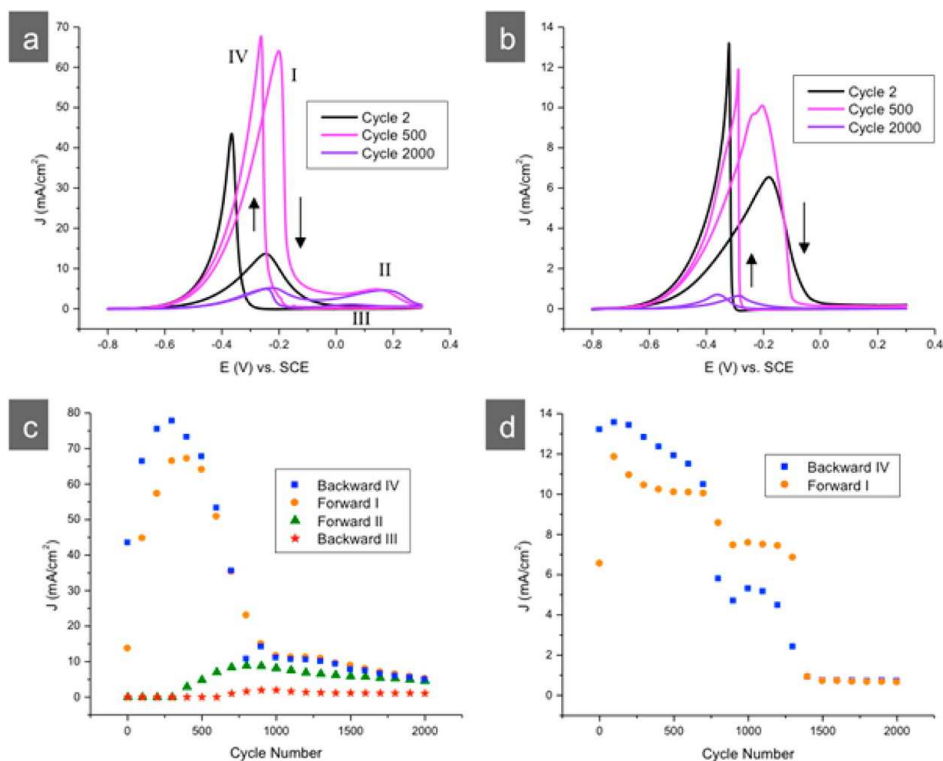 a
70
60
50
40
30
20
10
0
J (mA/cm²)
IV
I
II
III
Cycle 2
Cycle 500
Cycle 2000
-0.8 -0.6 -0.4 -0.2 0.0 0.2 0.4
E (V) vs. SCE
b
14
12
10
8
6
4
2
0
J (mA/cm²)
Cycle 2
Cycle 500
Cycle 2000
-0.8 -0.6 -0.4 -0.2 0.0 0.2 0.4
E (V) vs. SCE
c
80
70
60
50
40
30
20
10
0
J (mA/cm²)
Backward IV
Forward I
Forward II
Backward III
0 500 1000 1500 2000
Cycle Number
d
14
12
10
8
6
4
2
0
J (mA/cm²)
Backward IV
Forward I
0 500 1000 1500 2000
Cycle Number